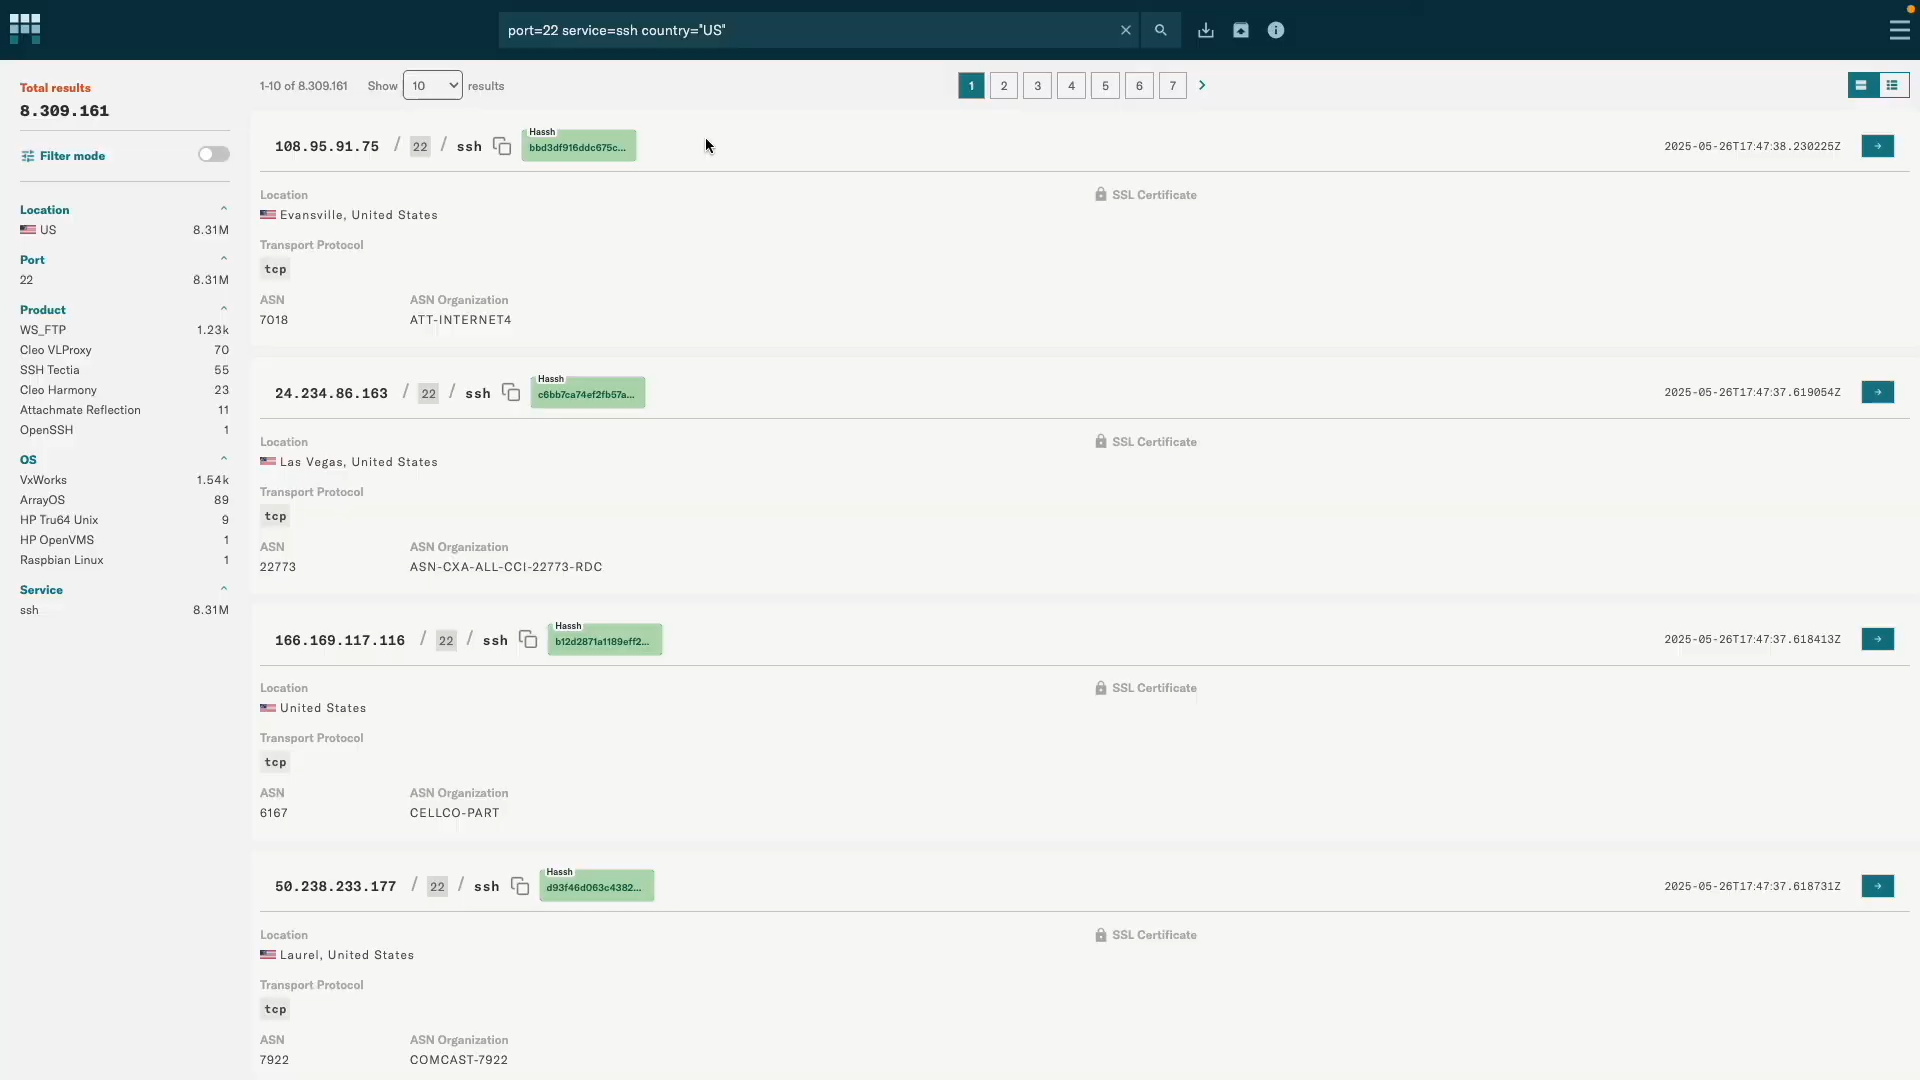 port=22 service=ssh country="US"
Total results
8.309.161
Filter mode
Location
US 8.31M
Port
22 8.31M
Product
WS_FTP 1.23k
Cleo VLProxy 70
SSH Tectia 55
Cleo Harmony 23
Attachmate Reflection 11
OpenSSH 1
OS
VxWorks 1.54k
ArrayOS 89
HP Tru64 Unix 9
HP OpenVMS 1
Raspbian Linux 1
Service
ssh 8.31M
1-10 of 8.309.161 Show 10 results
1 2 3 4 5 6 7
108.95.91.75 / 22 / ssh Hassh bbd3df916ddc675c... 2025-05-26T17:47:38.230225Z
Location SSL Certificate
Evansville, United States
Transport Protocol
tcp
ASN ASN Organization
7018 ATT-INTERNET4
24.234.86.163 / 22 / ssh Hassh c6bb7ca74ef2fb57a... 2025-05-26T17:47:37.619054Z
Location SSL Certificate
Las Vegas, United States
Transport Protocol
tcp
ASN ASN Organization
22773 ASN-CXA-ALL-CCI-22773-RDC
166.169.117.116 / 22 / ssh Hassh b12d2871a1189eff2... 2025-05-26T17:47:37.618413Z
Location SSL Certificate
United States
Transport Protocol
tcp
ASN ASN Organization
6167 CELLCO-PART
50.238.233.177 / 22 / ssh Hassh d93f46d063c4382... 2025-05-26T17:47:37.618731Z
Location SSL Certificate
Laurel, United States
Transport Protocol
tcp
ASN ASN Organization
7922 COMCAST-7922